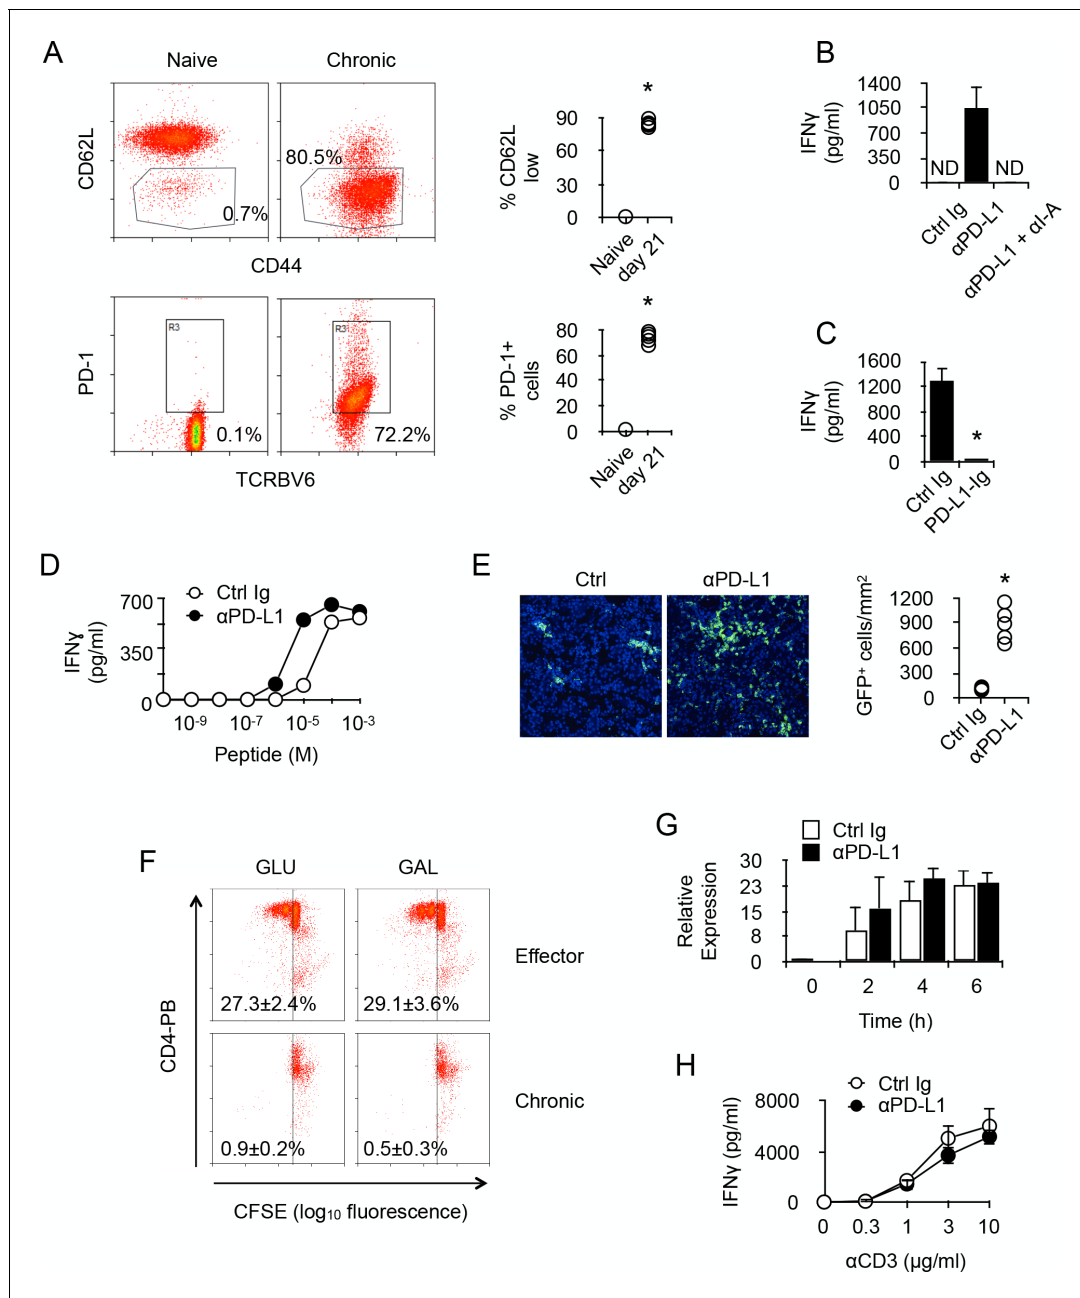 A
Naive
Chronic
CD62L
80.5%
0.7%
CD44
% CD62L
low
90
60
30
0
*
Naive
day 21
PD-1
R3
0.1%
R3
72.2%
TCRBV6
% PD-1+
cells
80
60
40
20
0
*
Naive
day 21
B
IFNγ
(pg/ml)
1400
1050
700
350
0
ND
ND
Ctrl Ig
αPD-L1
αPD-L1 + αI-A
C
IFNγ
(pg/ml)
1600
1200
800
400
0
*
Ctrl Ig
PD-L1-Ig
D
Ctrl Ig
αPD-L1
IFNγ
(pg/ml)
700
350
0
10-9 10-7 10-5 10-3
Peptide (M)
E
Ctrl
αPD-L1
GFP+ cells/mm2
1200
900
600
300
0
*
Ctrl Ig
αPD-L1
F
GLU
GAL
CD4-PB
27.3±2.4%
29.1±3.6%
Effector
0.9±0.2%
0.5±0.3%
Chronic
CFSE (log10 fluorescence)
G
Ctrl Ig
αPD-L1
Relative
Expression
30
23
15
8
0
0 2 4 6
Time (h)
H
Ctrl Ig
αPD-L1
IFNγ (pg/ml)
8000
4000
0
0 0.3 1 3 10
αCD3 (μg/ml)